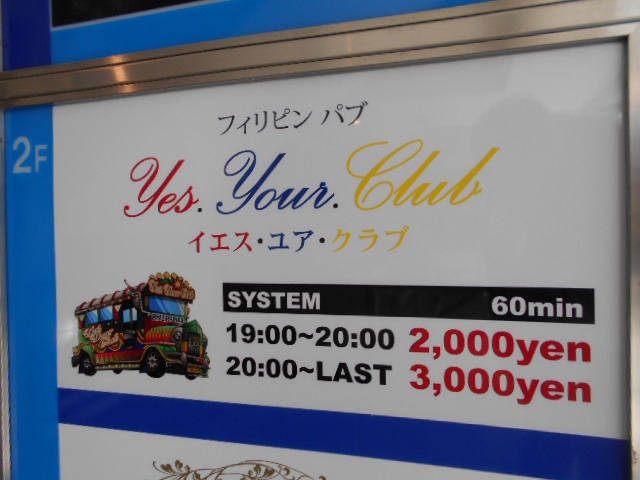 2F
フィリピン パブ
Yes. Your. Club
イエス・ユア・クラブ
SYSTEM 60min
19:00~20:00 2,000yen
20:00~LAST 3,000yen